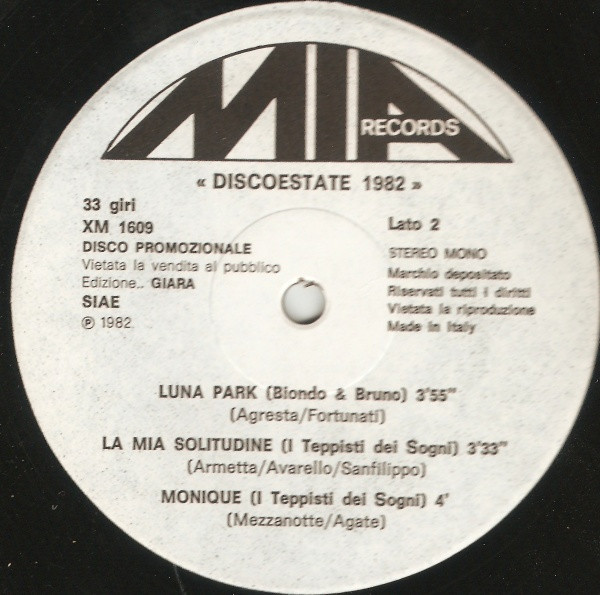 MIA
RECORDS
« DISCOESTATE 1982 »
33 giri
XM 1609
DISCO PROMOZIONALE
Vietata la vendita al pubblico
Edizione.. GIARA
SIAE
℗ 1982
Lato 2
STEREO MONO
Marchio depositato
Riservati tutti i diritti
Vietata la riproduzione
Made in Italy
LUNA PARK (Biondo & Bruno) 3'55"
(Agresta/Fortunati)
LA MIA SOLITUDINE (I Teppisti dei Sogni) 3'33"
(Armetta/Avarello/Sanfilippo)
MONIQUE (I Teppisti dei Sogni) 4'
(Mezzanotte/Agate)